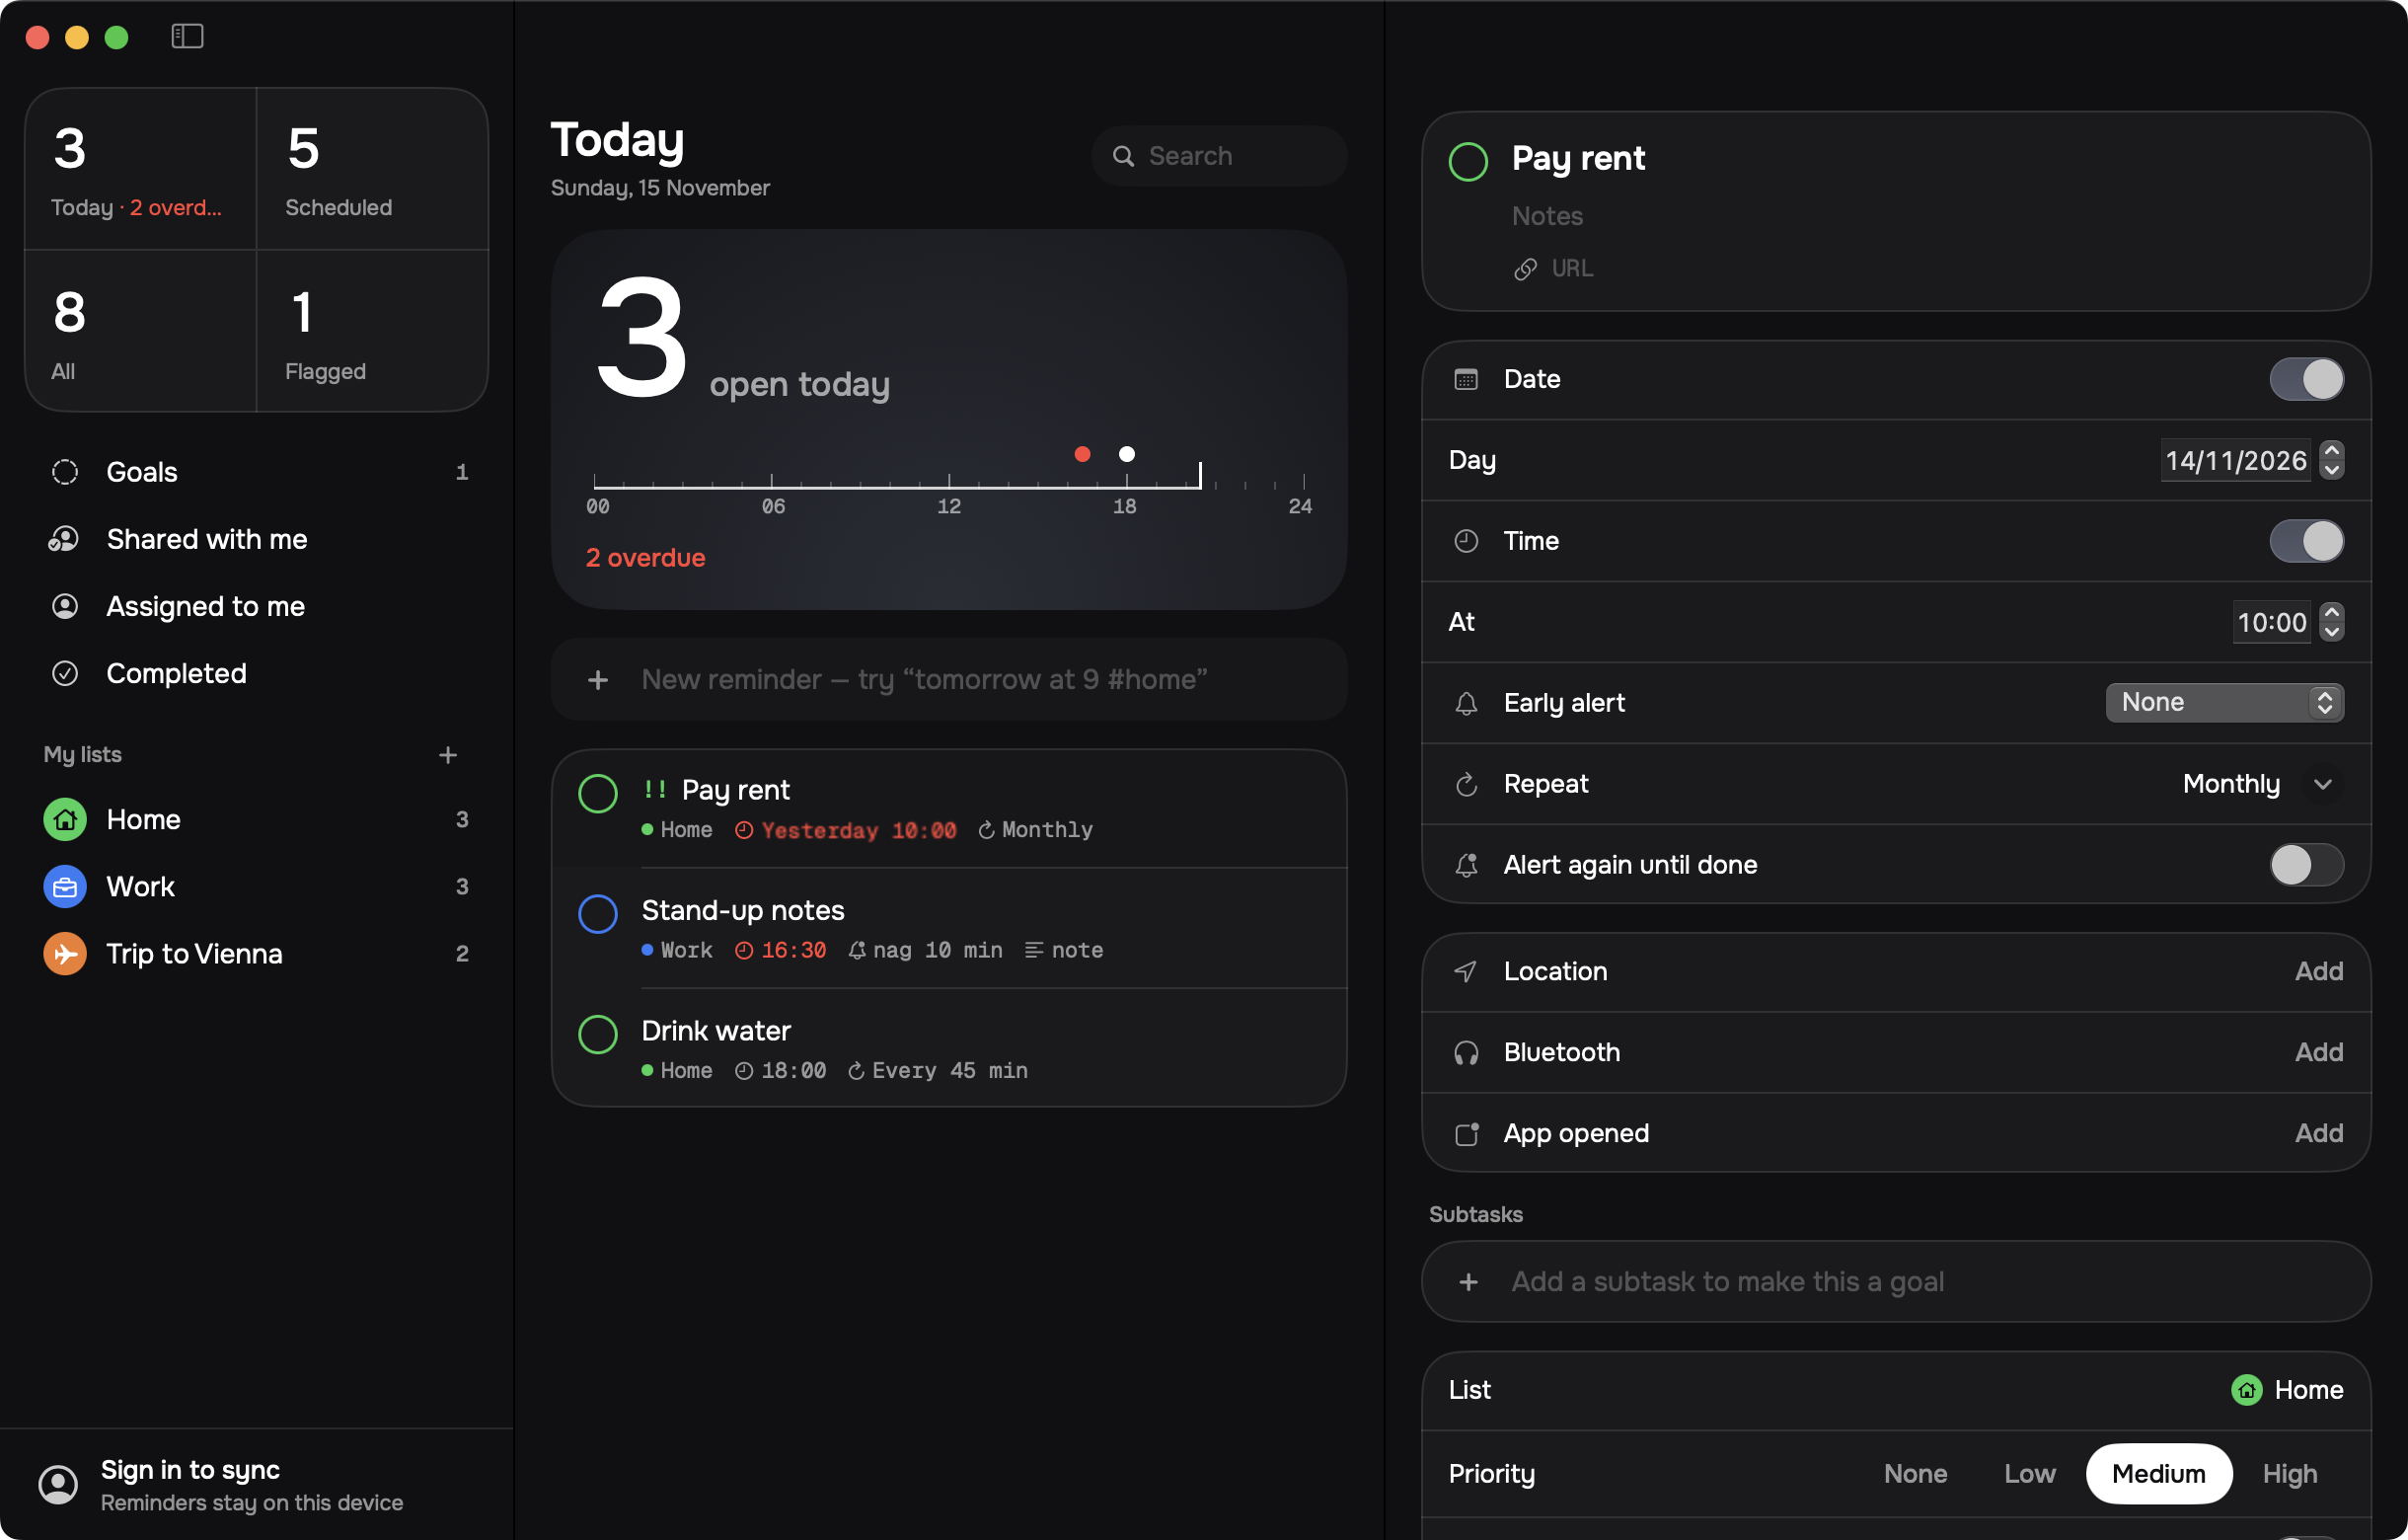 3
Today · 2 overd...
5
Scheduled
8
All
1
Flagged
Goals 1
Shared with me
Assigned to me
Completed
My lists
Home 3
Work 3
Trip to Vienna 2
Sign in to sync
Reminders stay on this device
Today
Sunday, 15 November
Search
3 open today
00 06 12 18 24
2 overdue
New reminder — try “tomorrow at 9 #home”
!! Pay rent
Home Yesterday 10:00 Monthly
Stand-up notes
Work 16:30 nag 10 min note
Drink water
Home 18:00 Every 45 min
Pay rent
Notes
URL
Date
Day 14/11/2026
Time
At 10:00
Early alert None
Repeat Monthly
Alert again until done
Location Add
Bluetooth Add
App opened Add
Subtasks
Add a subtask to make this a goal
List Home
Priority None Low Medium High